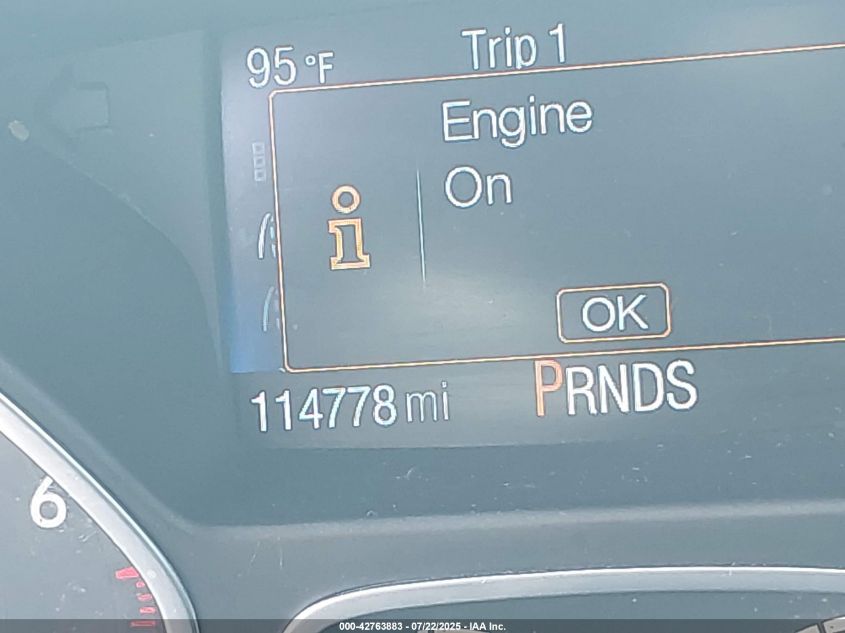 95 °F Trip 1
Engine
On
i
OK
114778 mi PRNDS
6
000-42763883 - 07/22/2025 - IAA Inc.